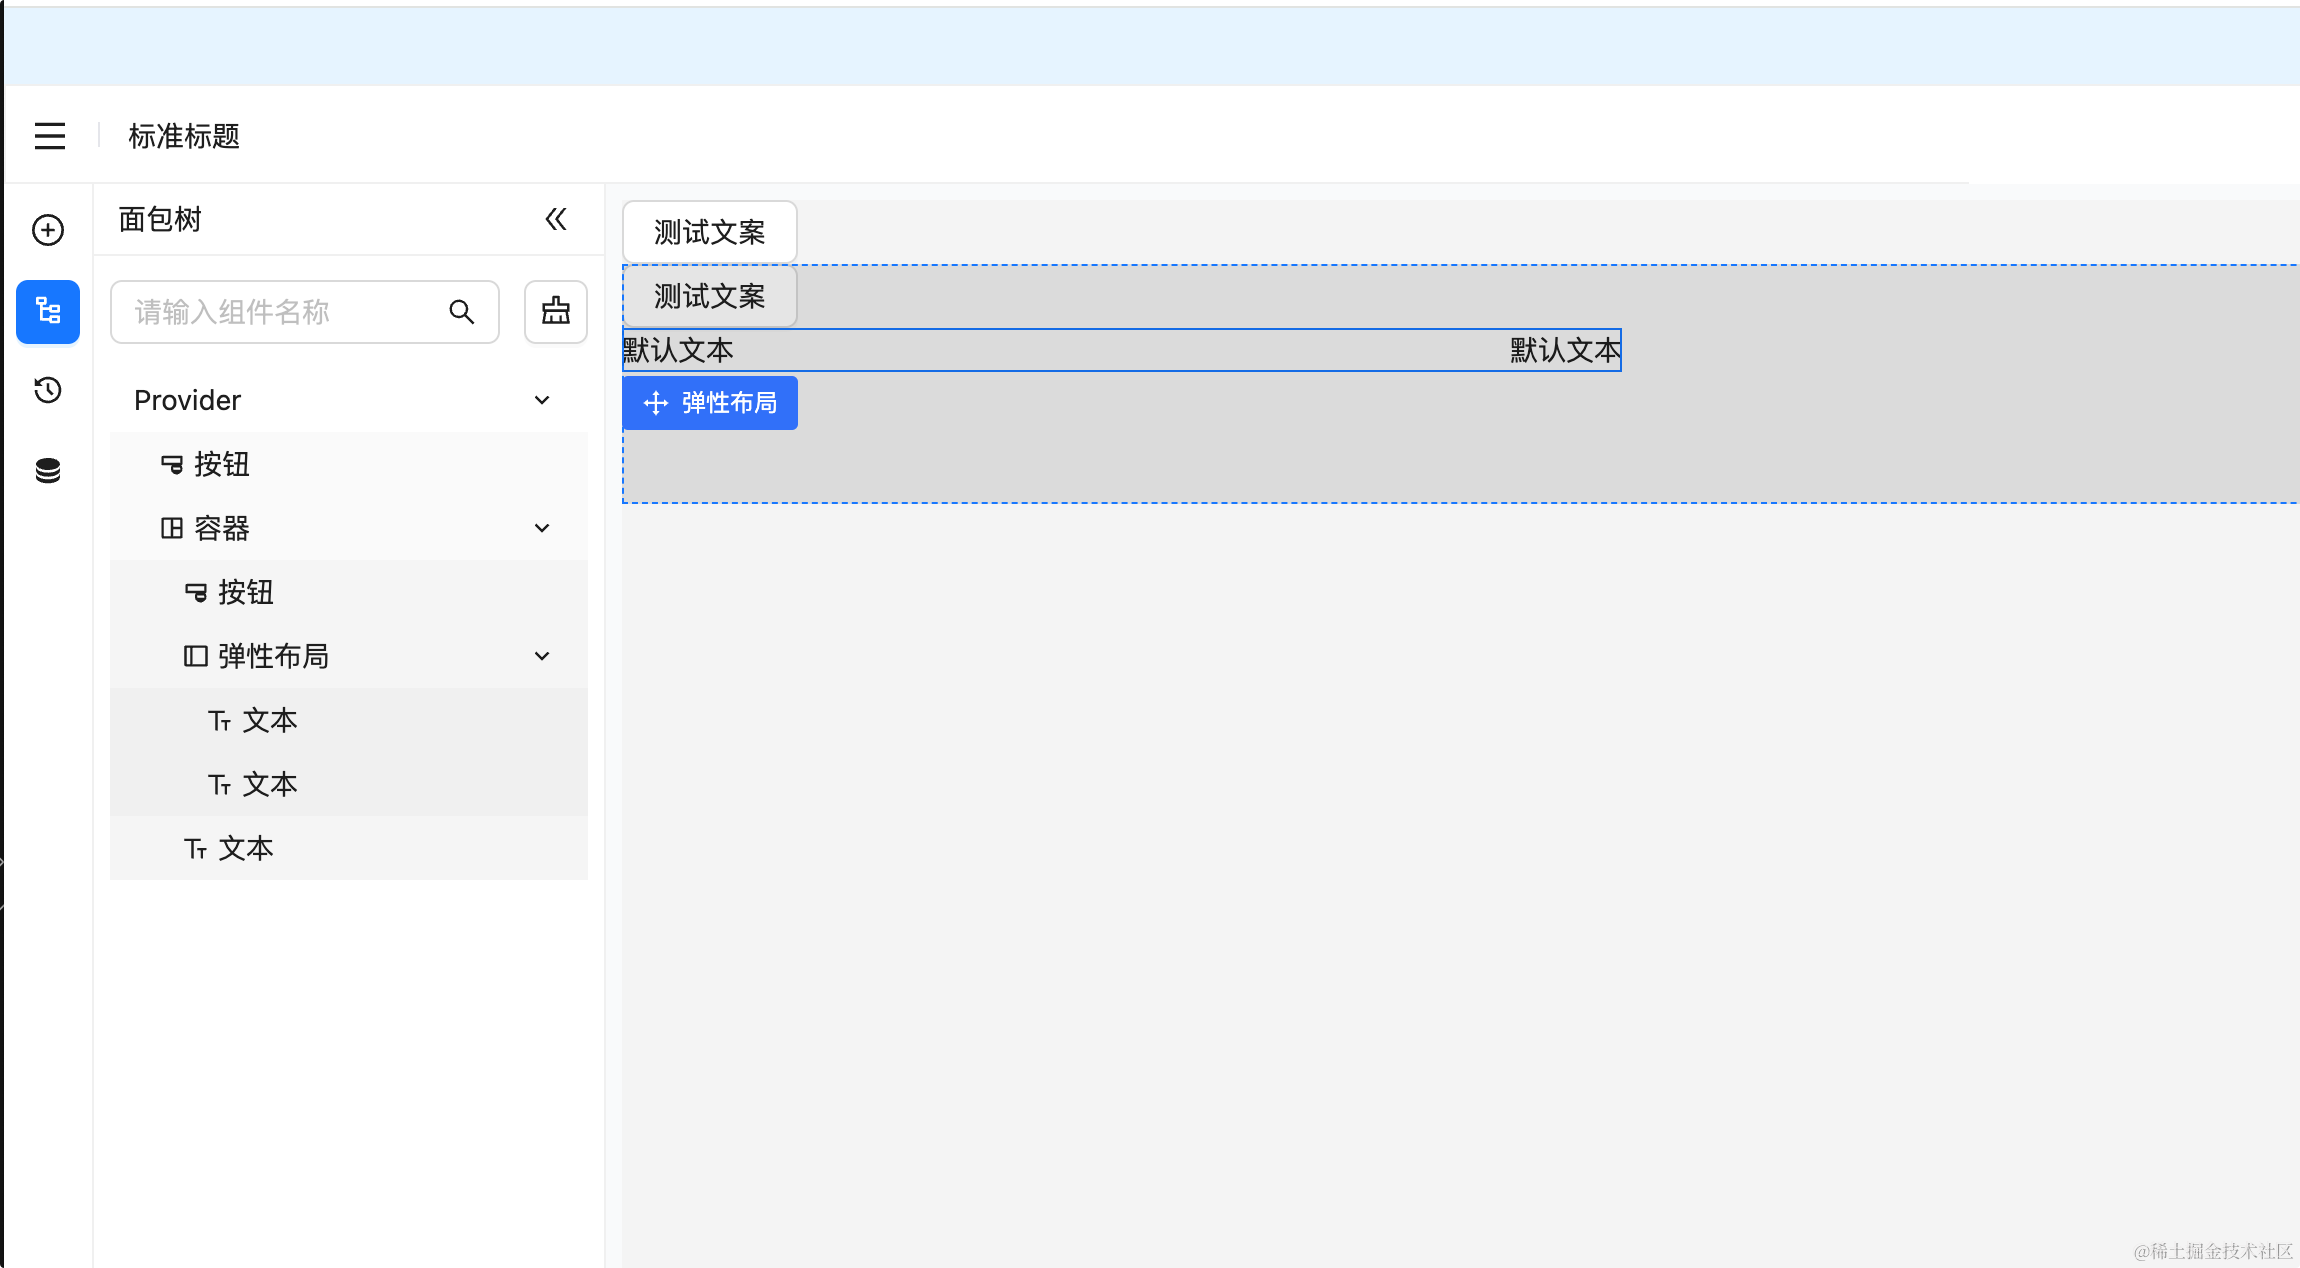 标准标题
面包树
请输入组件名称
Provider
按钮
容器
按钮
弹性布局
文本
文本
文本
测试文案
测试文案
默认文本 默认文本
弹性布局
@稀土掘金技术社区